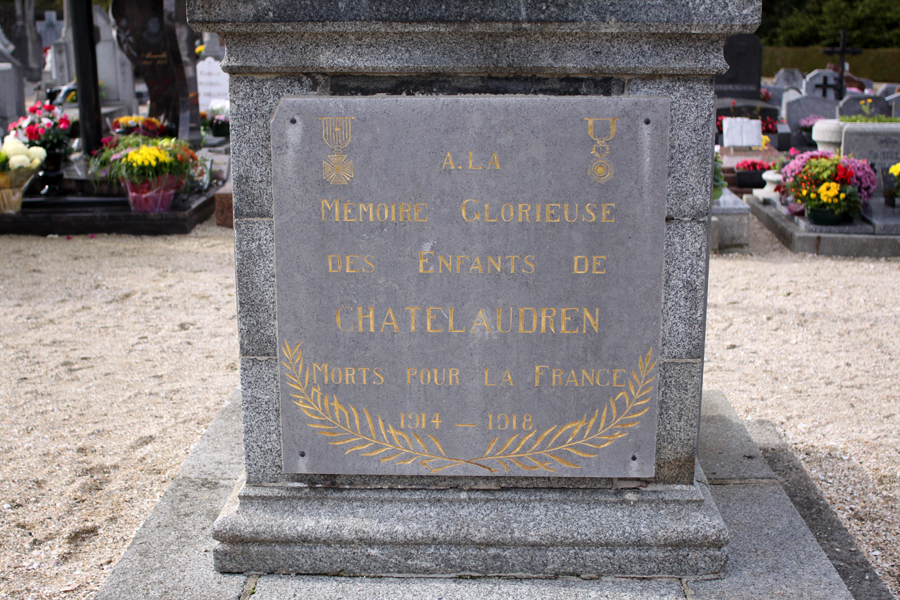 A.LA
MÉMOIRE GLORIEUSE
DES ENFANTS DE
CHATELAUDREN
MORTS POUR LA FRANCE
1914 — 1918